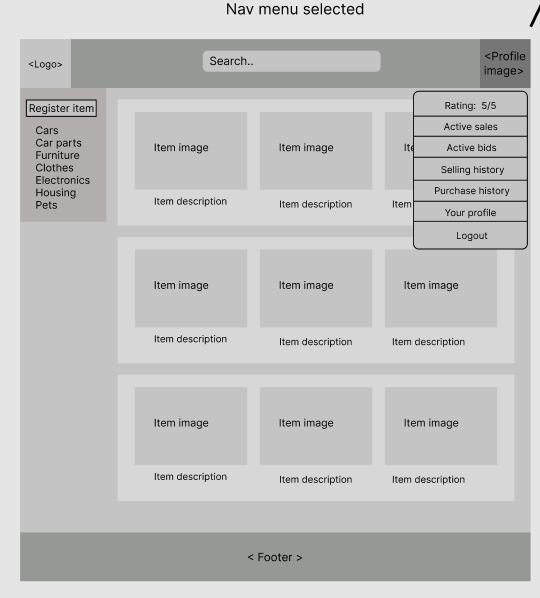 Nav menu selected
<Logo>
Search..
<Profile
image>
Register item
Cars
Car parts
Furniture
Clothes
Electronics
Housing
Pets
Rating: 5/5
Active sales
Active bids
Selling history
Purchase history
Your profile
Logout
Item image
Item image
Ite
Item description
Item description
Item
Item image
Item image
Item image
Item description
Item description
Item description
Item image
Item image
Item image
Item description
Item description
Item description
< Footer >